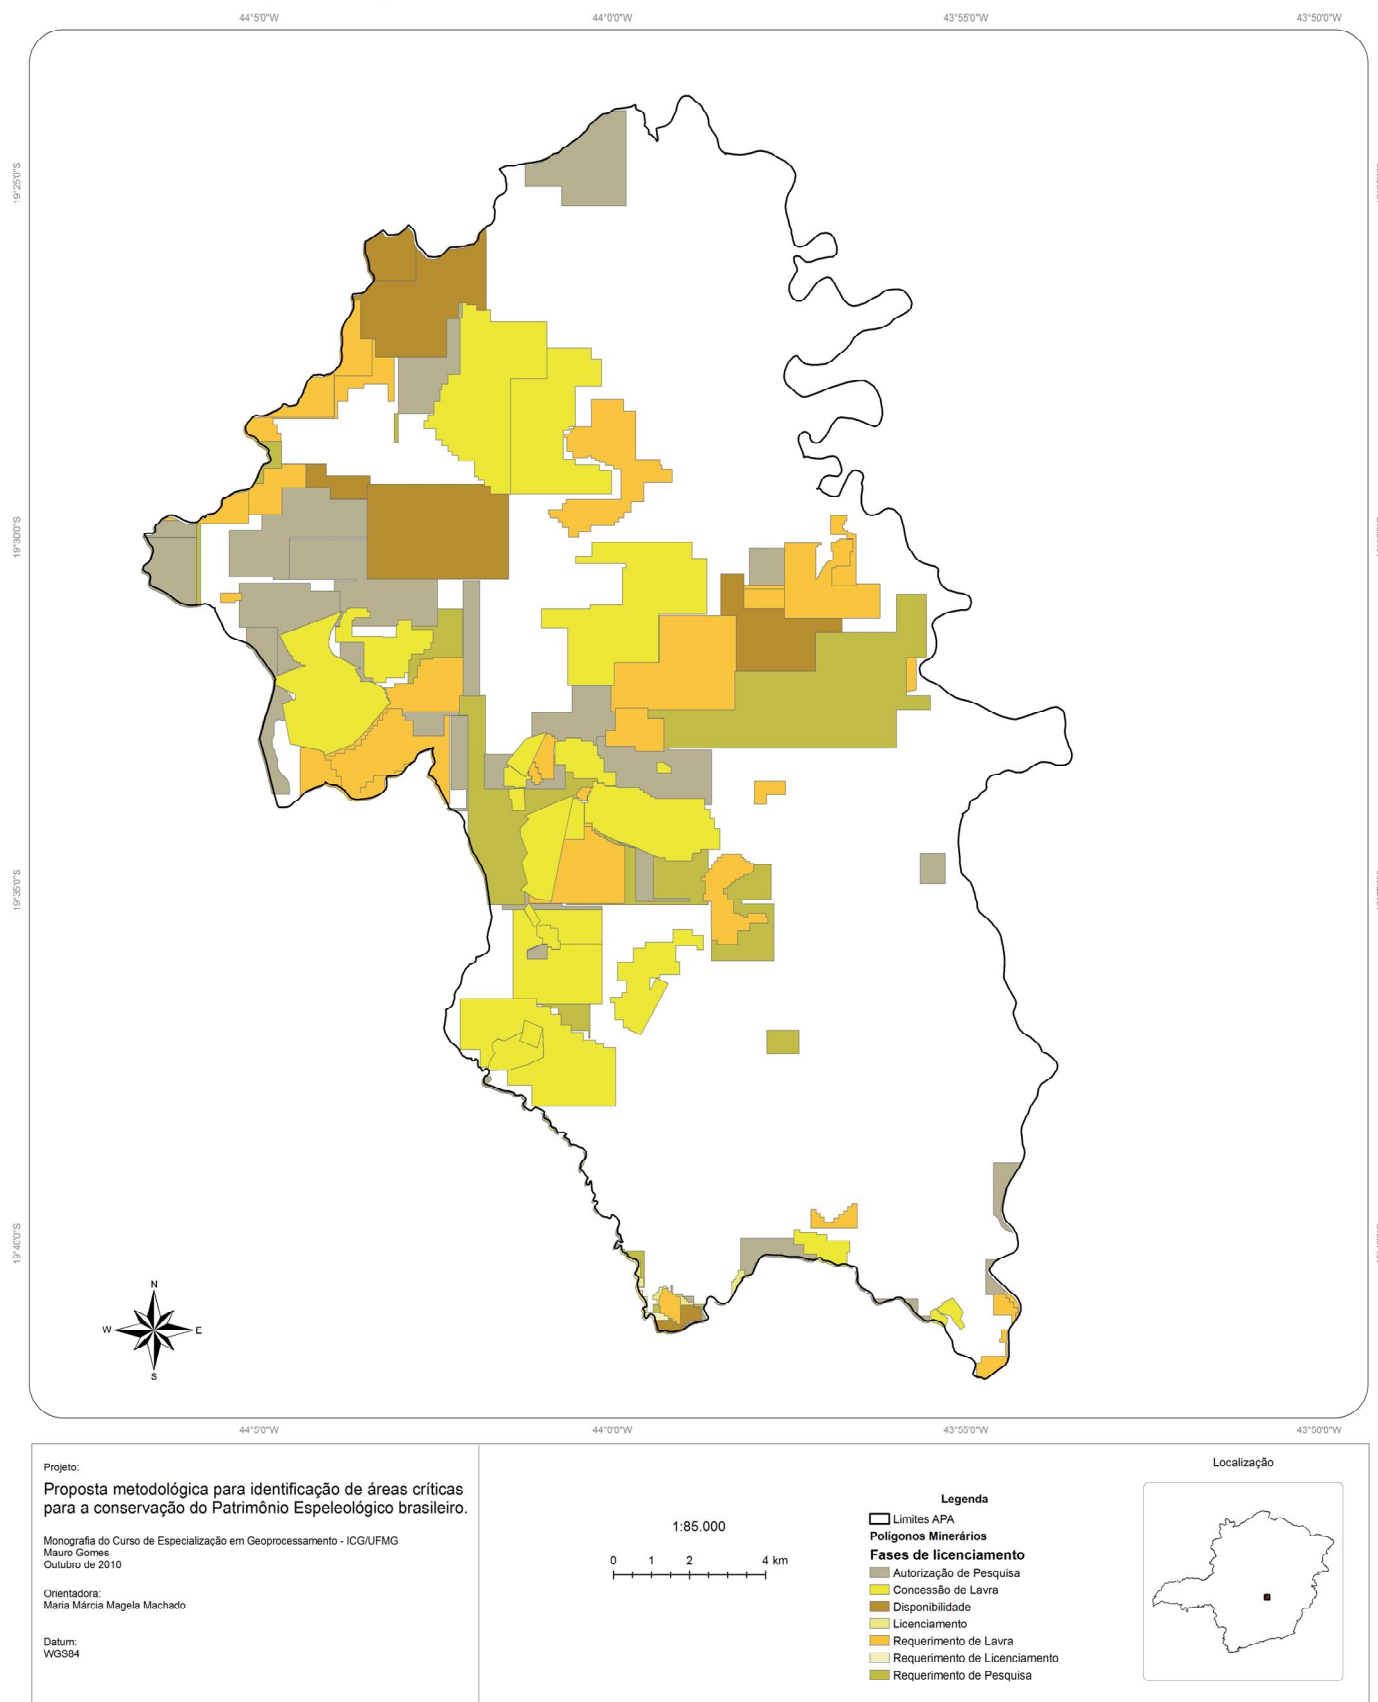 44°5'0"W 44°0'0"W 43°55'0"W 43°50'0"W
19°25'0"S
19°30'0"S
19°35'0"S
19°40'0"S
N
W E
S
44°5'0"W 44°0'0"W 43°55'0"W 43°50'0"W
Projeto:
Proposta metodológica para identificação de áreas críticas
para a conservação do Patrimônio Espeleológico brasileiro.
Monografia do Curso de Especialização em Geoprocessamento - ICG/UFMG
Mauro Gomes
Outubro de 2010
Orientadora:
Maria Márcia Magela Machado
Datum:
WGS84
1:85.000
0 1 2 4 km
Legenda
Limites APA
Polígonos Minerários
Fases de licenciamento
Autorização de Pesquisa
Concessão de Lavra
Disponibilidade
Licenciamento
Requerimento de Lavra
Requerimento de Licenciamento
Requerimento de Pesquisa
Localização